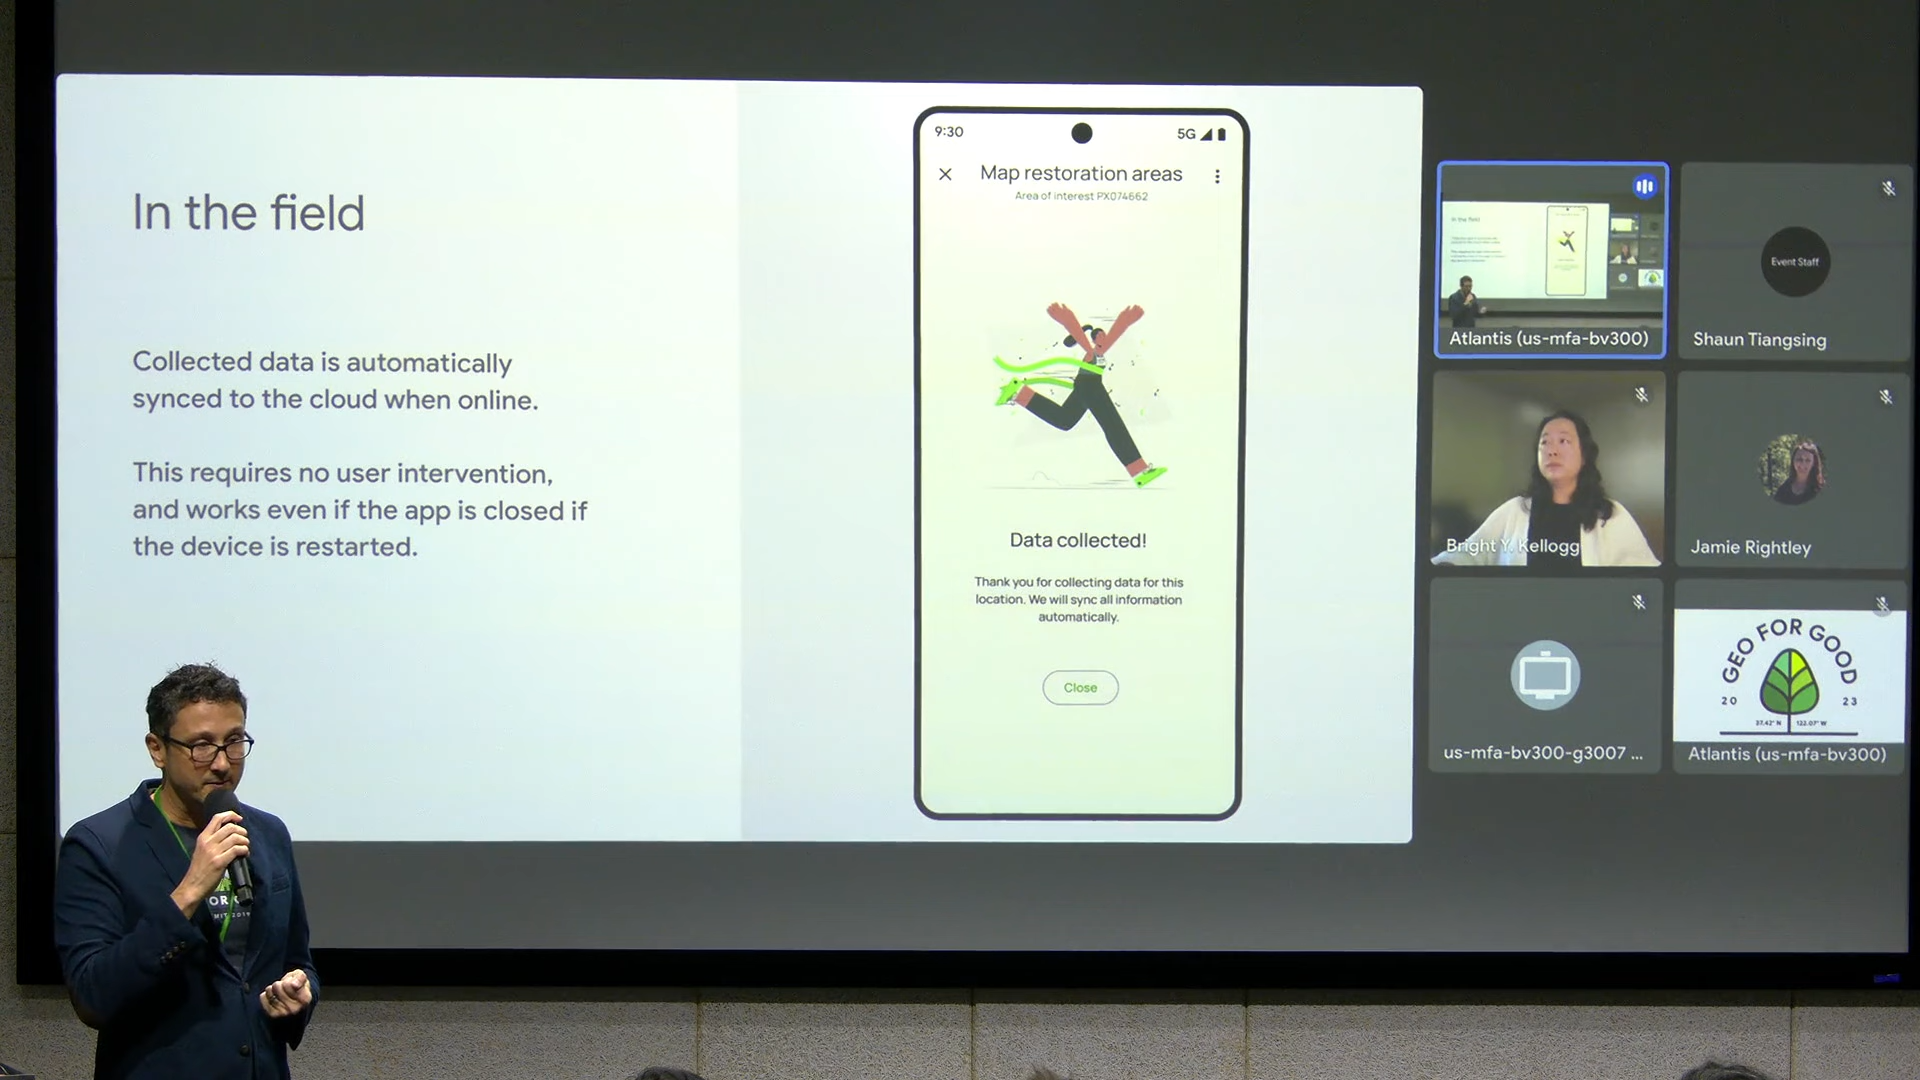 In the field
Collected data is automatically
synced to the cloud when online.
This requires no user intervention,
and works even if the app is closed if
the device is restarted.
9:30
5G
Map restoration areas
Area of interest PX074662
Data collected!
Thank you for collecting data for this
location. We will sync all information
automatically.
Close
Atlantis (us-mfa-bv300)
Event Staff
Shaun Tiangsing
Bright Y. Kellogg
Jamie Rightley
us-mfa-bv300-g3007 ...
GEO FOR GOOD
20 23
37.42° N 122.07° W
Atlantis (us-mfa-bv300)